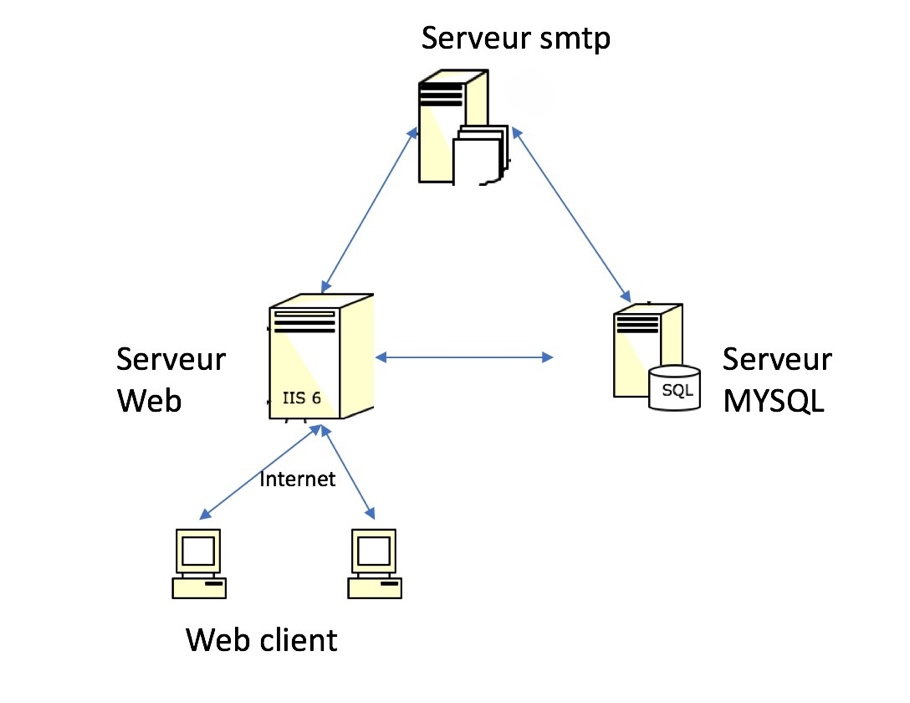 Serveur smtp
Serveur
Web
IIS 6
SQL
Serveur
MYSQL
Internet
Web client